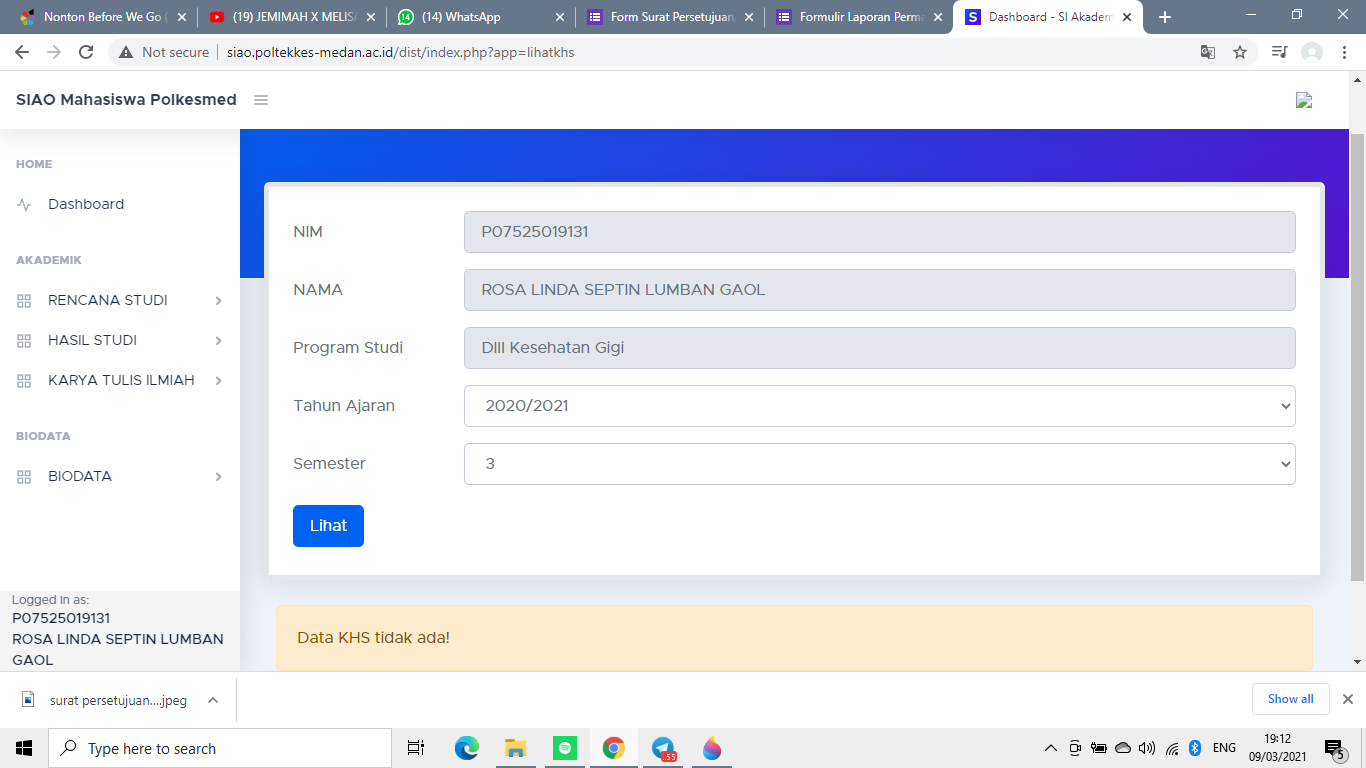 Nonton Before We Go (
(19) JEMIMAH X MELISA
(14) WhatsApp
Form Surat Persetujuan,
Formulir Laporan Perma
Dashboard - SI Akadem
Not secure
siao.poltekkes-medan.ac.id/dist/index.php?app=lihatkhs
SIAO Mahasiswa Polkesmed
HOME
Dashboard
AKADEMIK
RENCANA STUDI
HASIL STUDI
KARYA TULIS ILMIAH
BIODATA
BIODATA
Logged in as:
P07525019131
ROSA LINDA SEPTIN LUMBAN
GAOL
NIM
P07525019131
NAMA
ROSA LINDA SEPTIN LUMBAN GAOL
Program Studi
DIII Kesehatan Gigi
Tahun Ajaran
2020/2021
Semester
3
Lihat
Data KHS tidak ada!
surat persetujuan....jpeg
Show all
Type here to search
.55
ENG
19:12
09/03/2021
5